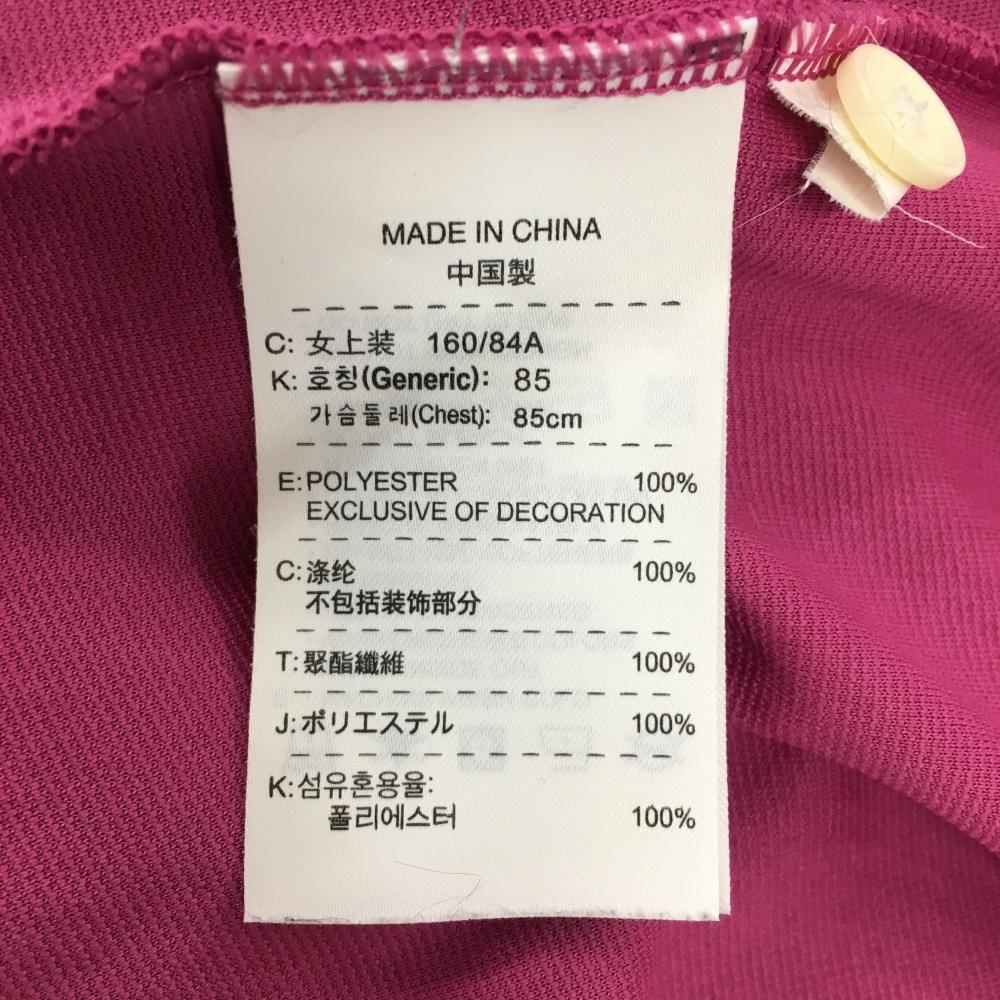 MADE IN CHINA
中国製
C: 女上装 160/84A
K: 호칭(Generic): 85
가슴둘레(Chest): 85cm
E:POLYESTER 100%
EXCLUSIVE OF DECORATION
C:涤纶 100%
不包括装饰部分
T:聚酯纖維 100%
J:ポリエステル 100%
K:섬유혼용율:
폴리에스터 100%